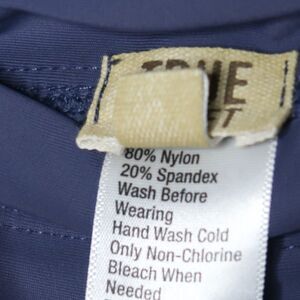 TRUE
80% Nylon
20% Spandex
Wash Before
Wearing
Hand Wash Cold
Only Non-Chlorine
Bleach When
Needed